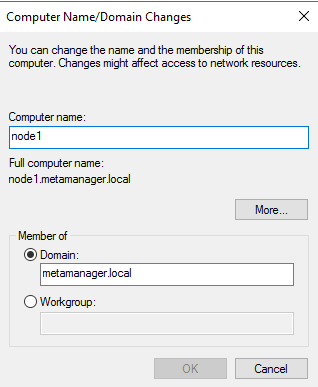 Computer Name/Domain Changes
You can change the name and the membership of this
computer. Changes might affect access to network resources.
Computer name:
node1
Full computer name:
node1.metamanager.local
More...
Member of
Domain:
metamanager.local
Workgroup:
OK Cancel